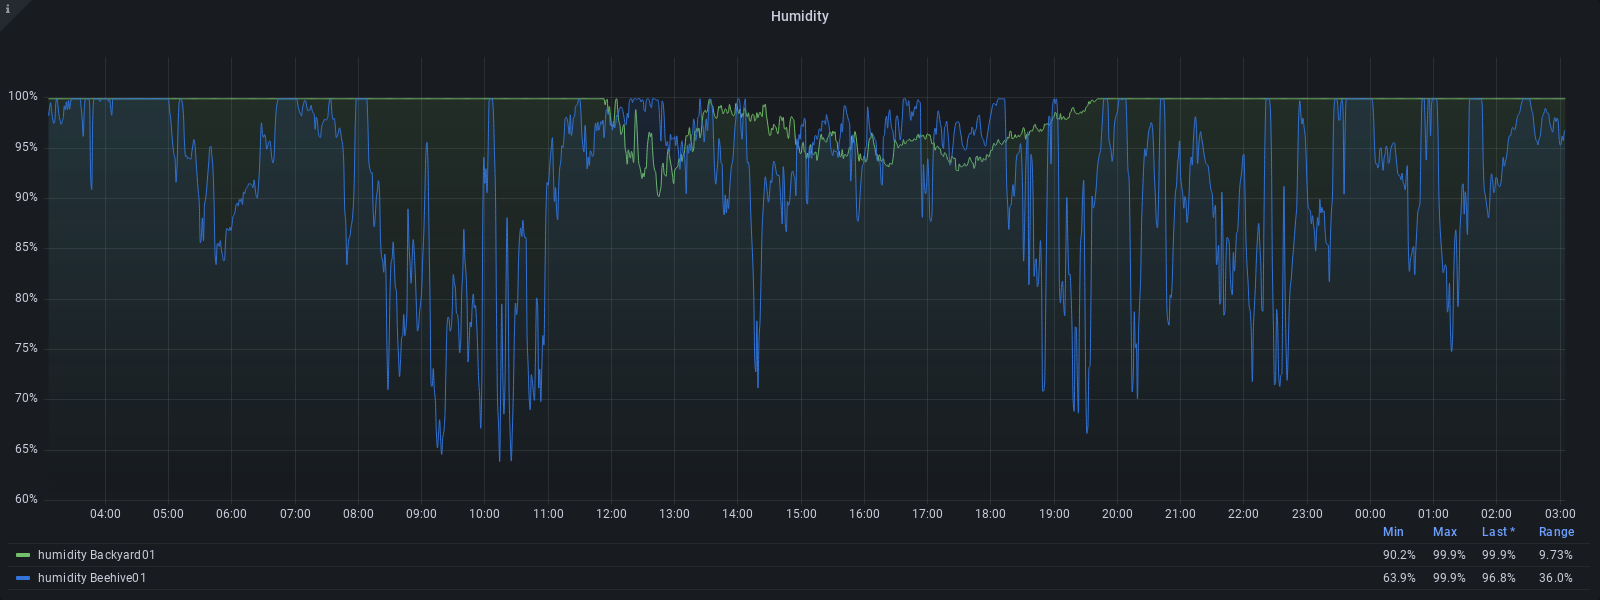 i
Humidity
100%
95%
90%
85%
80%
75%
70%
65%
60%
04:00 05:00 06:00 07:00 08:00 09:00 10:00 11:00 12:00 13:00 14:00 15:00 16:00 17:00 18:00 19:00 20:00 21:00 22:00 23:00 00:00 01:00 02:00 03:00
Min Max Last * Range
humidity Backyard01 90.2% 99.9% 99.9% 9.73%
humidity Beehive01 63.9% 99.9% 96.8% 36.0%